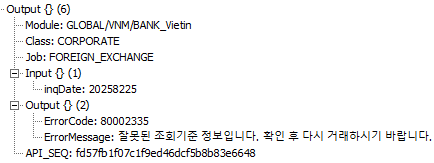 Output {} (6)
Module: GLOBAL/VNM/BANK_Vietin
Class: CORPORATE
Job: FOREIGN_EXCHANGE
Input {} (1)
inqDate: 20258225
Output {} (2)
ErrorCode: 80002335
ErrorMessage: 잘못된 조회기준 정보입니다. 확인 후 다시 거래하시기 바랍니다.
API_SEQ: fd57fb1f07c1f9ed46dcf5b8b83e6648